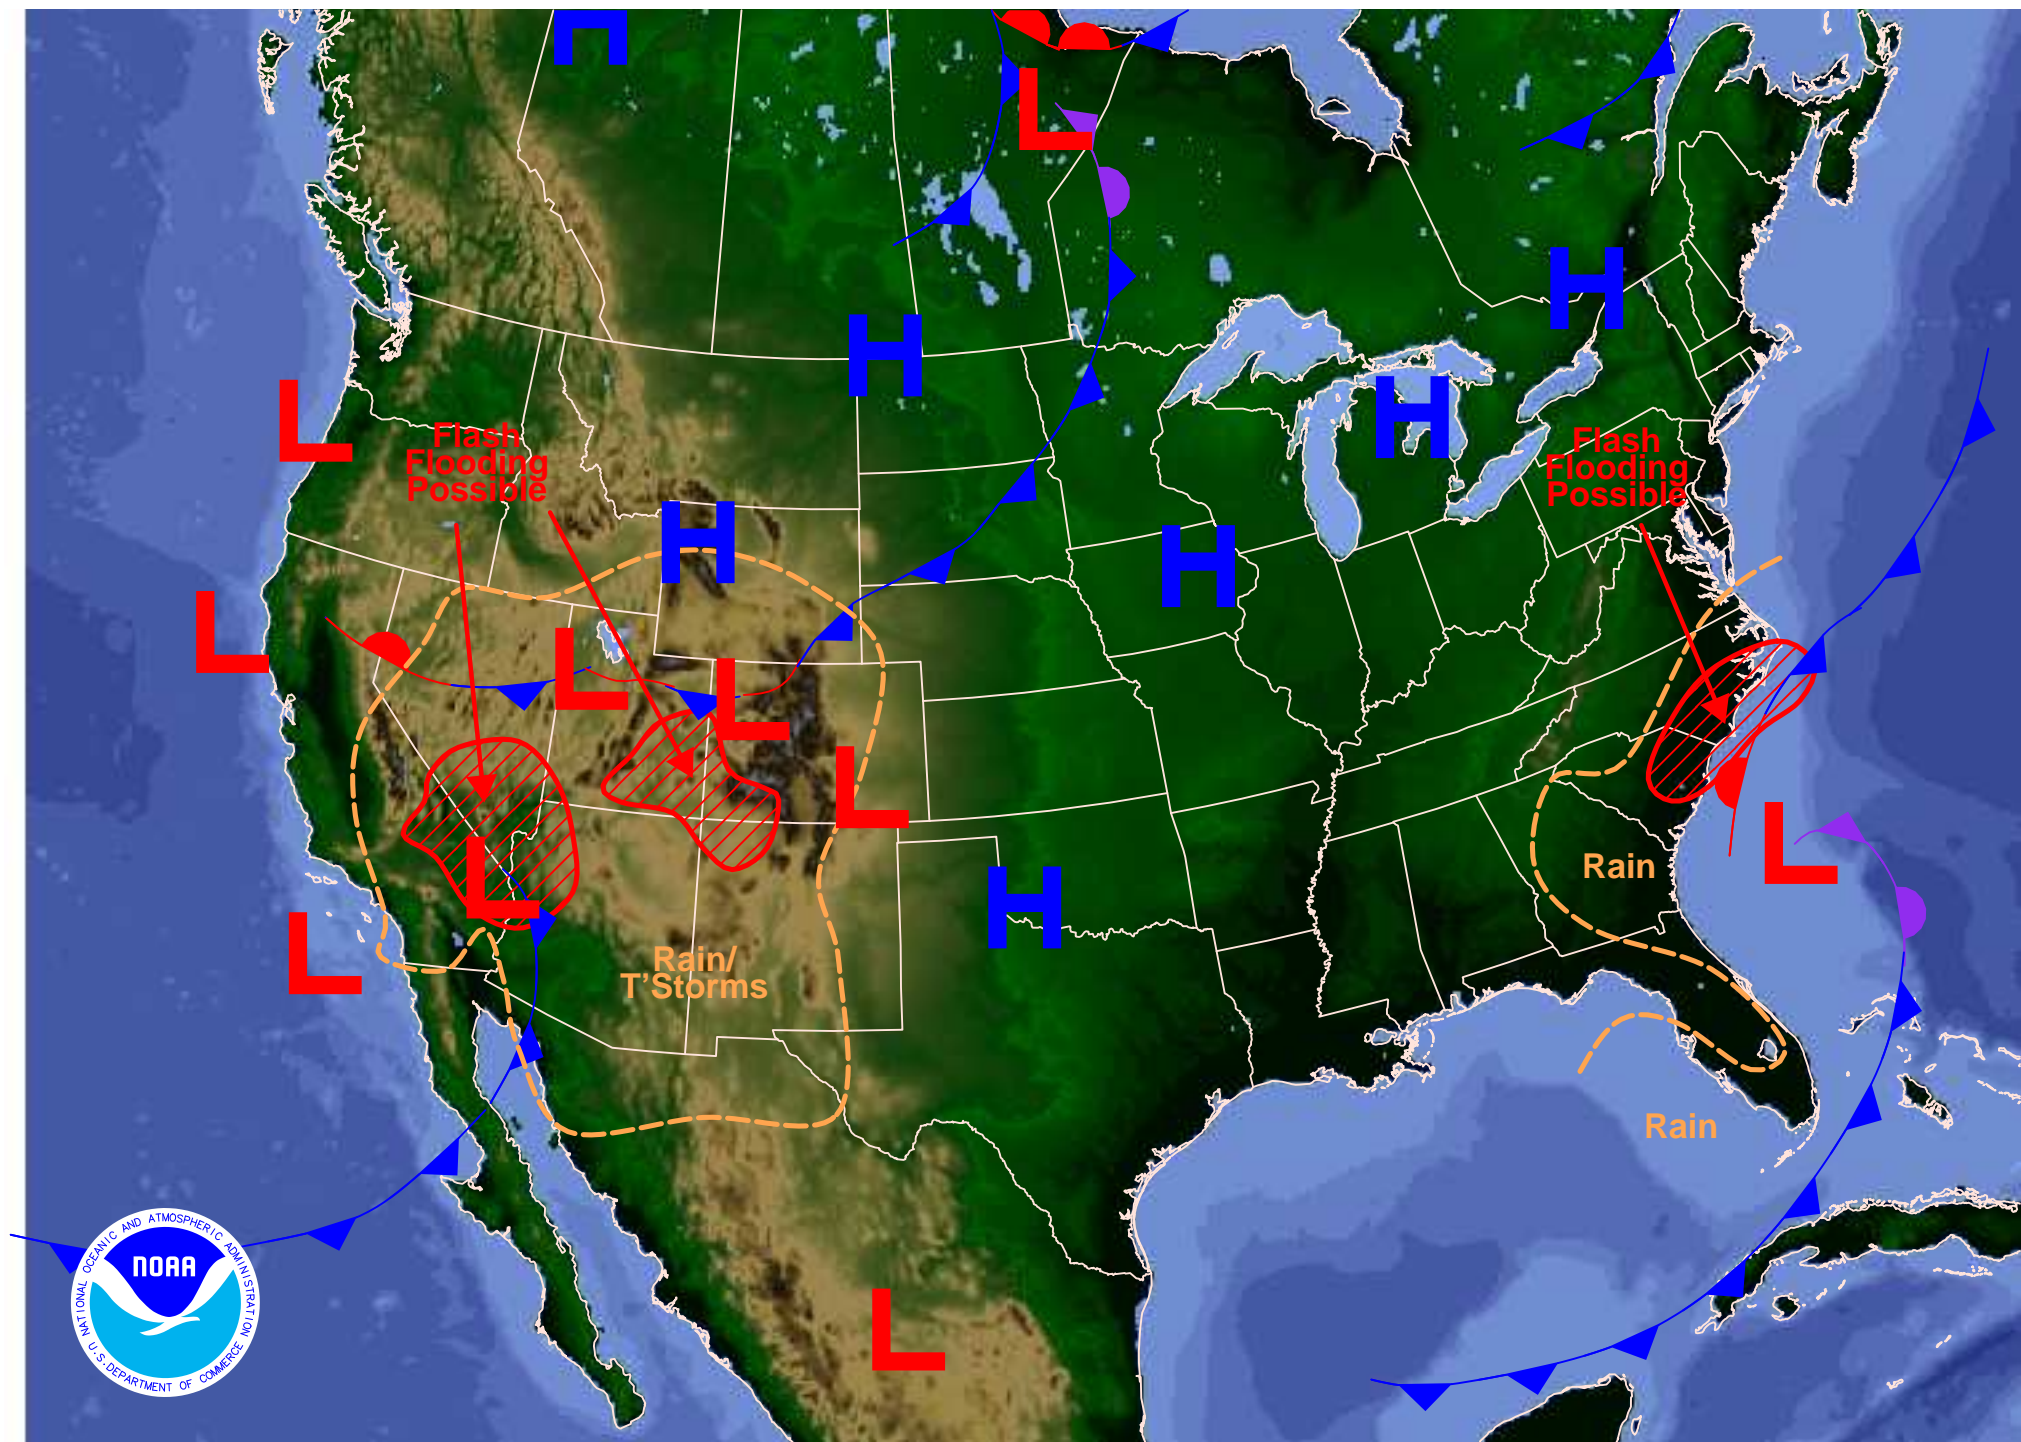 H
L
H
H
L
H
Flash
Flooding
Possible
Flash
Flooding
Possible
H
H
L
L
L
L
L
L
Rain
H
L
L
Rain/
T'Storms
Rain
L
NATIONAL OCEANIC AND ATMOSPHERIC ADMINISTRATION
NOAA
U.S. DEPARTMENT OF COMMERCE